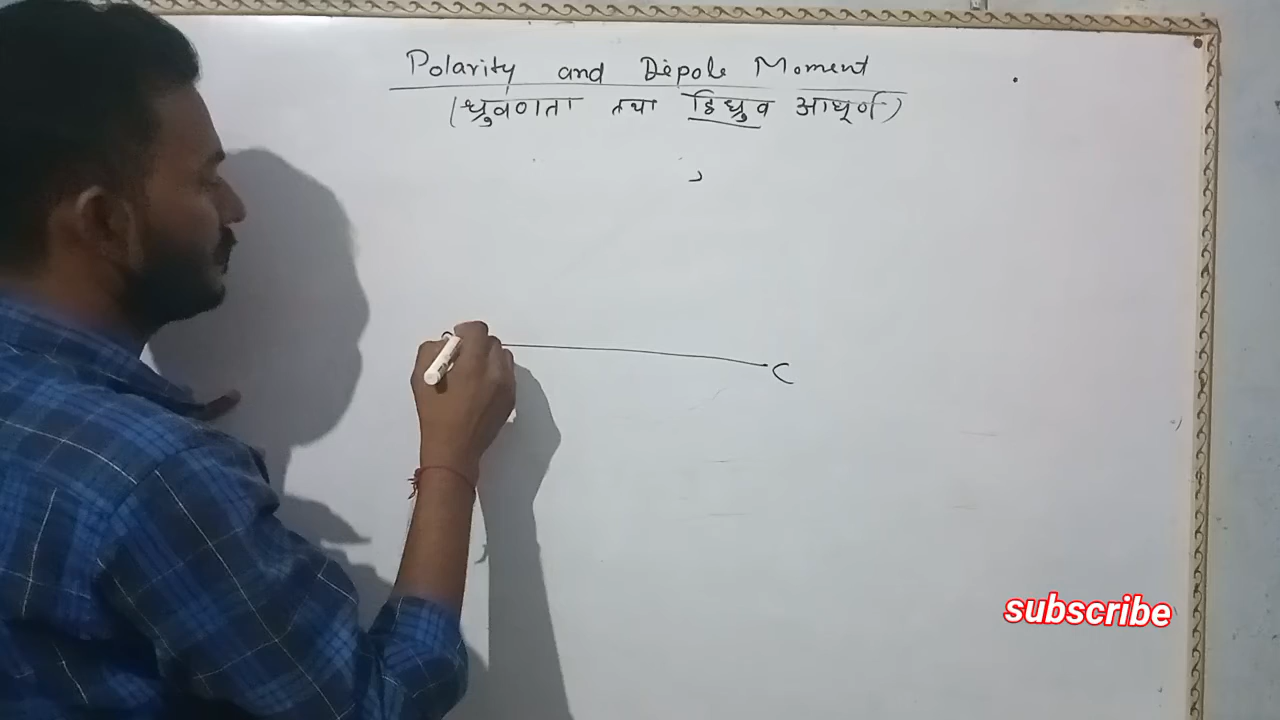 Polarity and Dipole Moment
(ध्रुवणता तथा द्विध्रुव आघूर्ण)
C
subscribe